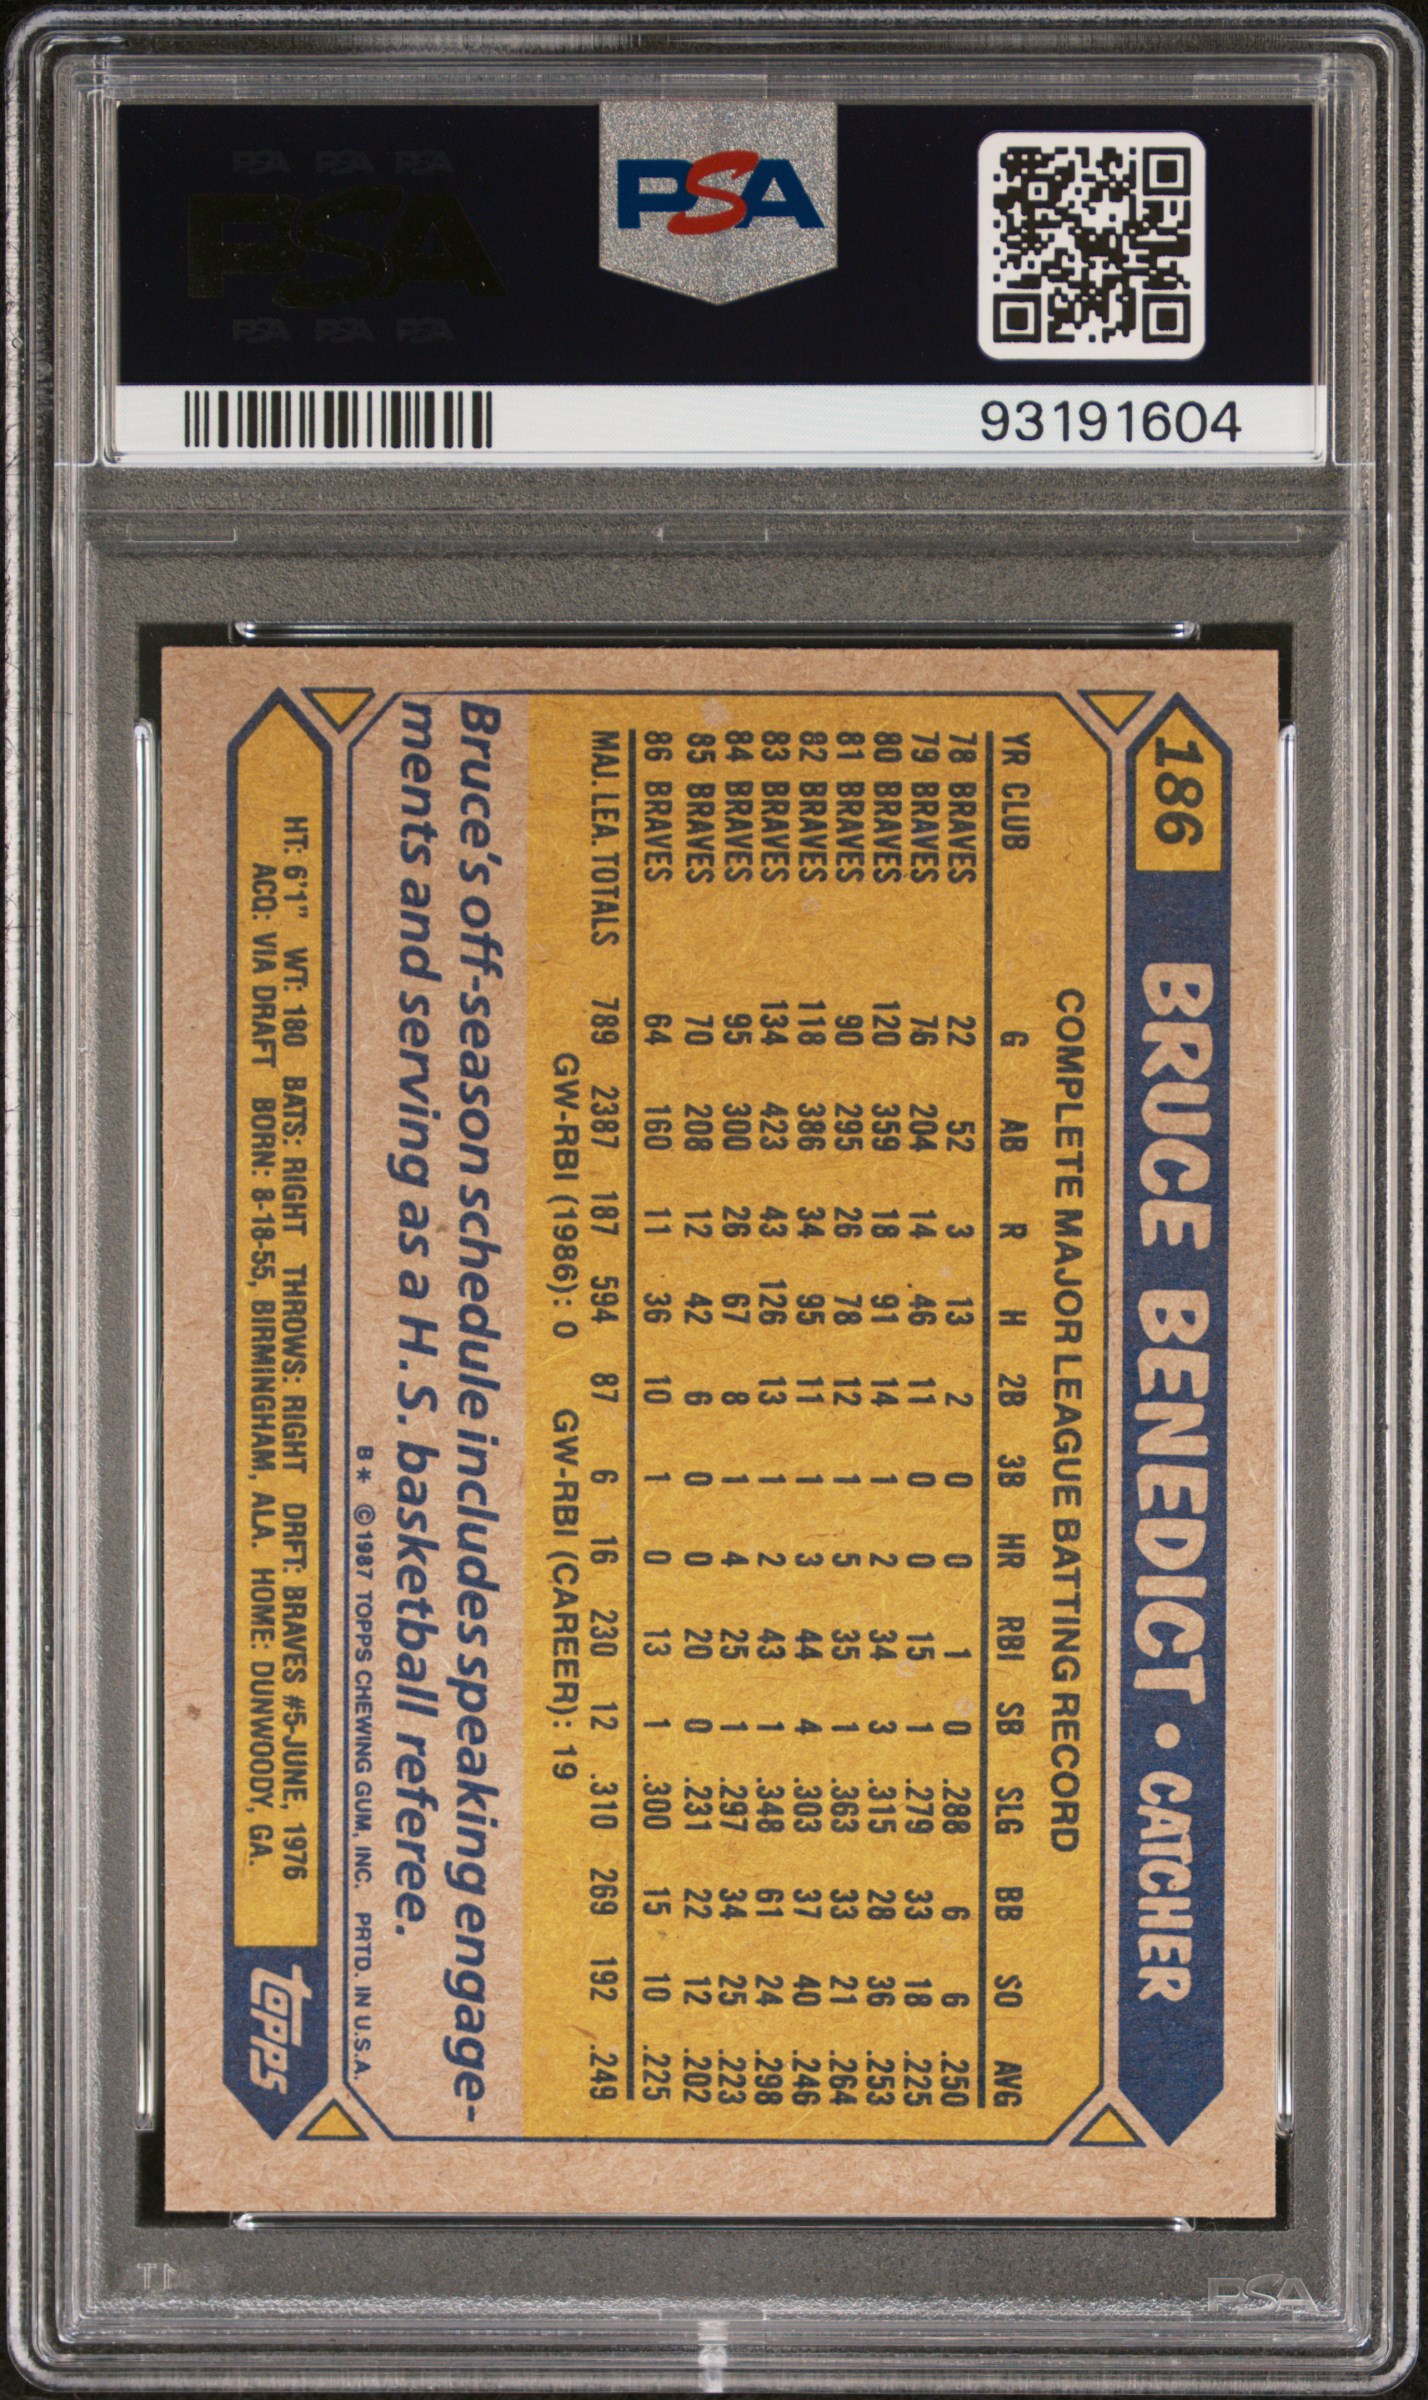 PSA PSA PSA
PSA
PSA PSA PSA
PSA
93191604
186 BRUCE BENEDICT • CATCHER
COMPLETE MAJOR LEAGUE BATTING RECORD
YR CLUB G AB R H 2B 3B HR RBI SB SLG BB SO AVG
78 BRAVES 22 52 3 13 2 0 0 1 0 .288 6 6 .250
79 BRAVES 76 204 14 .46 11 0 0 15 1 .279 33 18 .225
80 BRAVES 120 359 18 91 14 1 2 34 3 .315 28 36 .253
81 BRAVES 90 295 26 78 12 1 5 35 1 .363 33 21 .264
82 BRAVES 118 386 34 95 11 1 3 44 4 .303 37 40 .246
83 BRAVES 134 423 43 126 13 1 2 43 1 .348 61 24 .298
84 BRAVES 95 300 26 67 8 1 4 25 1 .297 34 25 .223
85 BRAVES 70 208 12 42 6 0 0 20 0 .231 22 12 .202
86 BRAVES 64 160 11 36 10 1 0 13 1 .300 15 10 .225
MAJ. LEA. TOTALS 789 2387 187 594 87 6 16 230 12 .310 269 192 .249
GW-RBI (1986): 0 GW-RBI (CAREER): 19
Bruce's off-season schedule includes speaking engage-
ments and serving as a H.S. basketball referee.
B* ©1987 TOPPS CHEWING GUM, INC. PRTD. IN U.S.A.
HT: 6'1" WT: 180 BATS: RIGHT THROWS: RIGHT DRFT: BRAVES #5-JUNE, 1976
ACQ: VIA DRAFT BORN: 8-18-55, BIRMINGHAM, ALA. HOME: DUNWOODY, GA.
topps
PSA